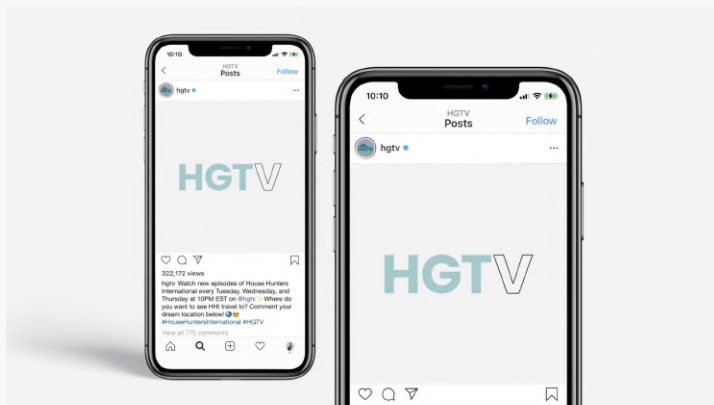 10:10
HGTV
Posts
Follow
hgtv
HGTV
322,172 views
hgtv Watch new episodes of House Hunters
International every Tuesday, Wednesday, and
Thursday at 10PM EST on @hgtv✨Where do
you want to see HHI travel to? Comment your
dream location below!🌎😍
#HouseHuntersInternational #HGTV
View all 775 comments
10:10
HGTV
Posts
Follow
hgtv
HGTV